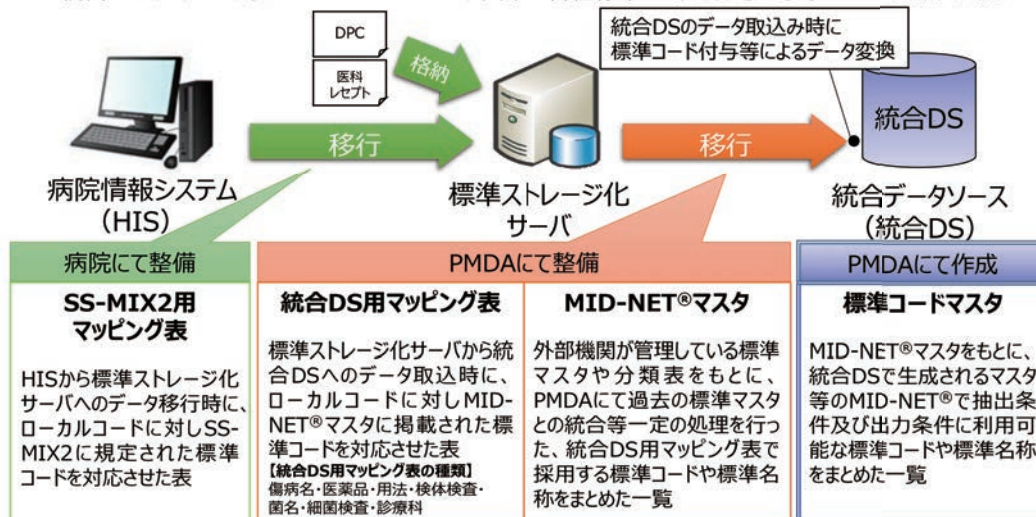 DPC
医科
レセプト
格納
統合DSのデータ取込み時に
標準コード付与等によるデータ変換
移行
移行
統合DS
病院情報システム
（HIS）
標準ストレージ化
サーバ
統合データソース
（統合DS）
病院にて整備
PMDAにて整備
PMDAにて作成
SS-MIX2用
マッピング表
HISから標準ストレージ化
サーバへのデータ移行時に、
ローカルコードに対しSS-
MIX2に規定された標準
コードを対応させた表
統合DS用マッピング表
標準ストレージ化サーバから統
合DSへのデータ取込時に、
ローカルコードに対しMID-
NET®マスタに掲載された標
準コードを対応させた表
【統合DS用マッピング表の種類】
傷病名・医薬品・用法・検体検査・
菌名・細菌検査・診療科
MID-NET®マスタ
外部機関が管理している標準
マスタや分類表をもとに、
PMDAにて過去の標準マスタ
との統合等一定の処理を行っ
た、統合DS用マッピング表で
採用する標準コードや標準名
称をまとめた一覧
標準コードマスタ
MID-NET®マスタをもとに、
統合DSで生成されるマスタ
等のMID-NET®で抽出条
件及び出力条件に利用可
能な標準コードや標準名称
をまとめた一覧